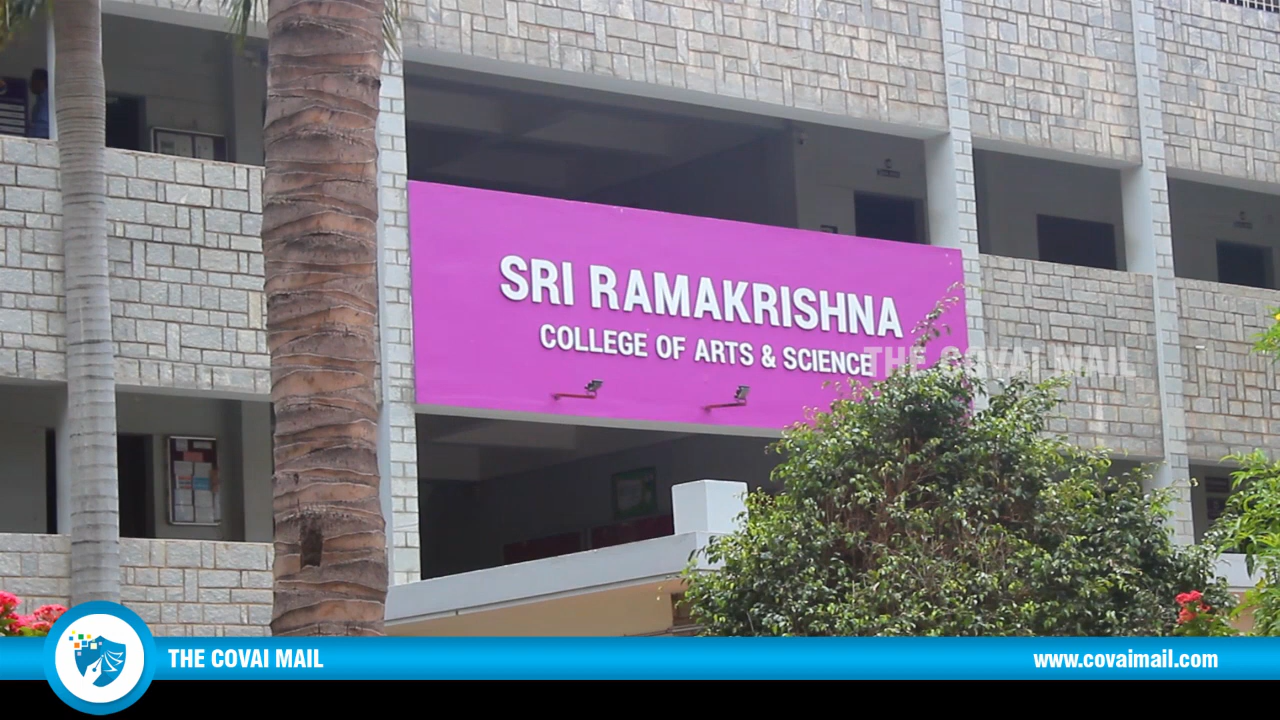 SRI RAMAKRISHNA
COLLEGE OF ARTS & SCIENCE
THE COVAI MAIL
THE COVAI MAIL
www.covaimail.com